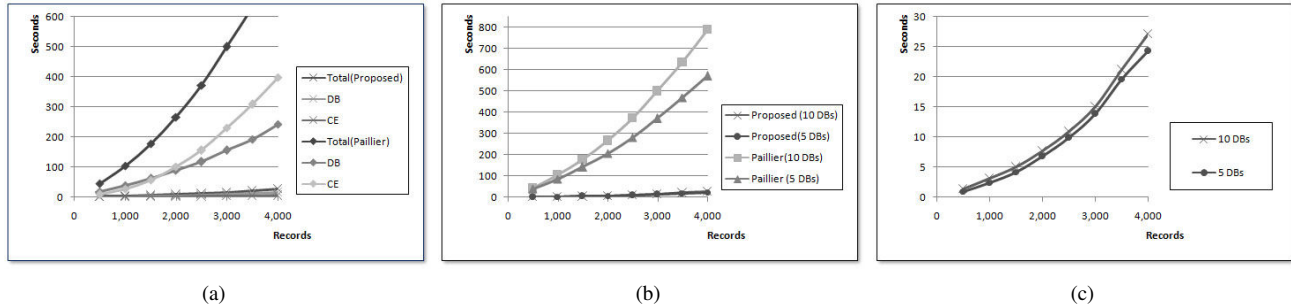 Seconds
600
500
400
300
200
100
0
0
1,000
2,000
3,000
4,000
Records
Total(Proposed)
DB
CE
Total(Paillier)
DB
CE
(a)
Seconds
800
700
600
500
400
300
200
100
0
0
1,000
2,000
3,000
4,000
Records
Proposed (10 DBs)
Proposed(5 DBs)
Paillier(10 DBs)
Paillier (5 DBs)
(b)
Seconds
30
25
20
15
10
5
0
0
1,000
2,000
3,000
4,000
Records
10 DBs
5 DBs
(c)